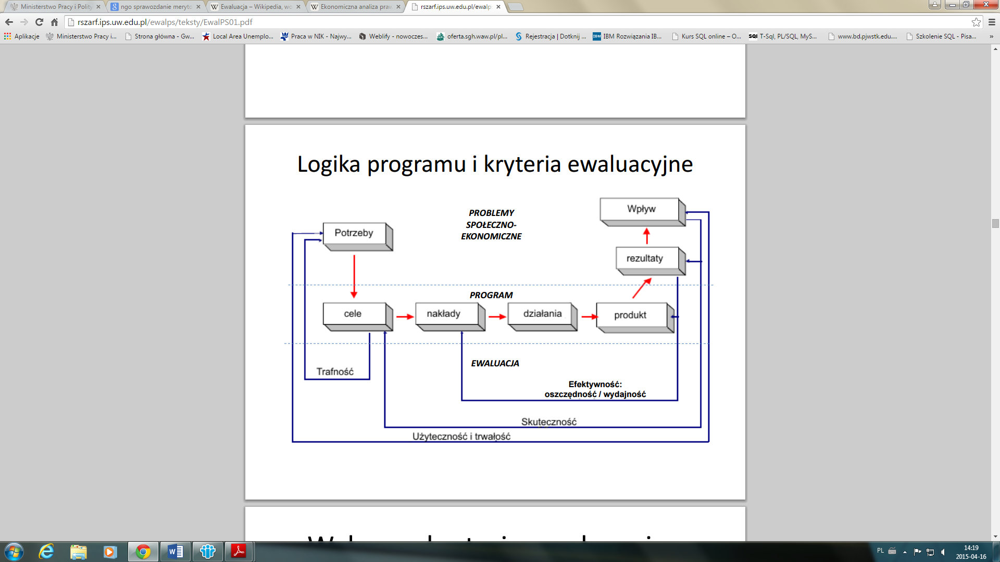 Ministerstwo Pracy i Polity
ngo sprawozdanie meryto
Ewaluacja – Wikipedia, wo
Ekonomiczna analiza praw
rszarf.ips.uw.edu.pl/ewalp
rszarf.ips.uw.edu.pl/ewalps/teksty/EwalPS01.pdf
Aplikacje
Ministerstwo Pracy i...
Strona główna - Gw...
Local Area Unemplo...
Praca w NIK - Najwy...
Weblify - nowoczes...
oferta.sgh.waw.pl/pl...
Rejestracja | Dotknij ...
IBM
IBM Rozwiązania IB...
Kurs SQL online – O...
SQl
T-Sql, PL/SQL, MyS...
www.bd.pjwstk.edu....
Szkolenie SQL - Pisa...
»
Logika programu i kryteria ewaluacyjne
PROBLEMY
SPOŁECZNO-
EKONOMICZNE
Wpływ
Potrzeby
rezultaty
PROGRAM
cele
nakłady
działania
produkt
EWALUACJA
Trafność
Efektywność:
oszczędność / wydajność
Skuteczność
Użyteczność i trwałość
PL
14:19
2015-04-16